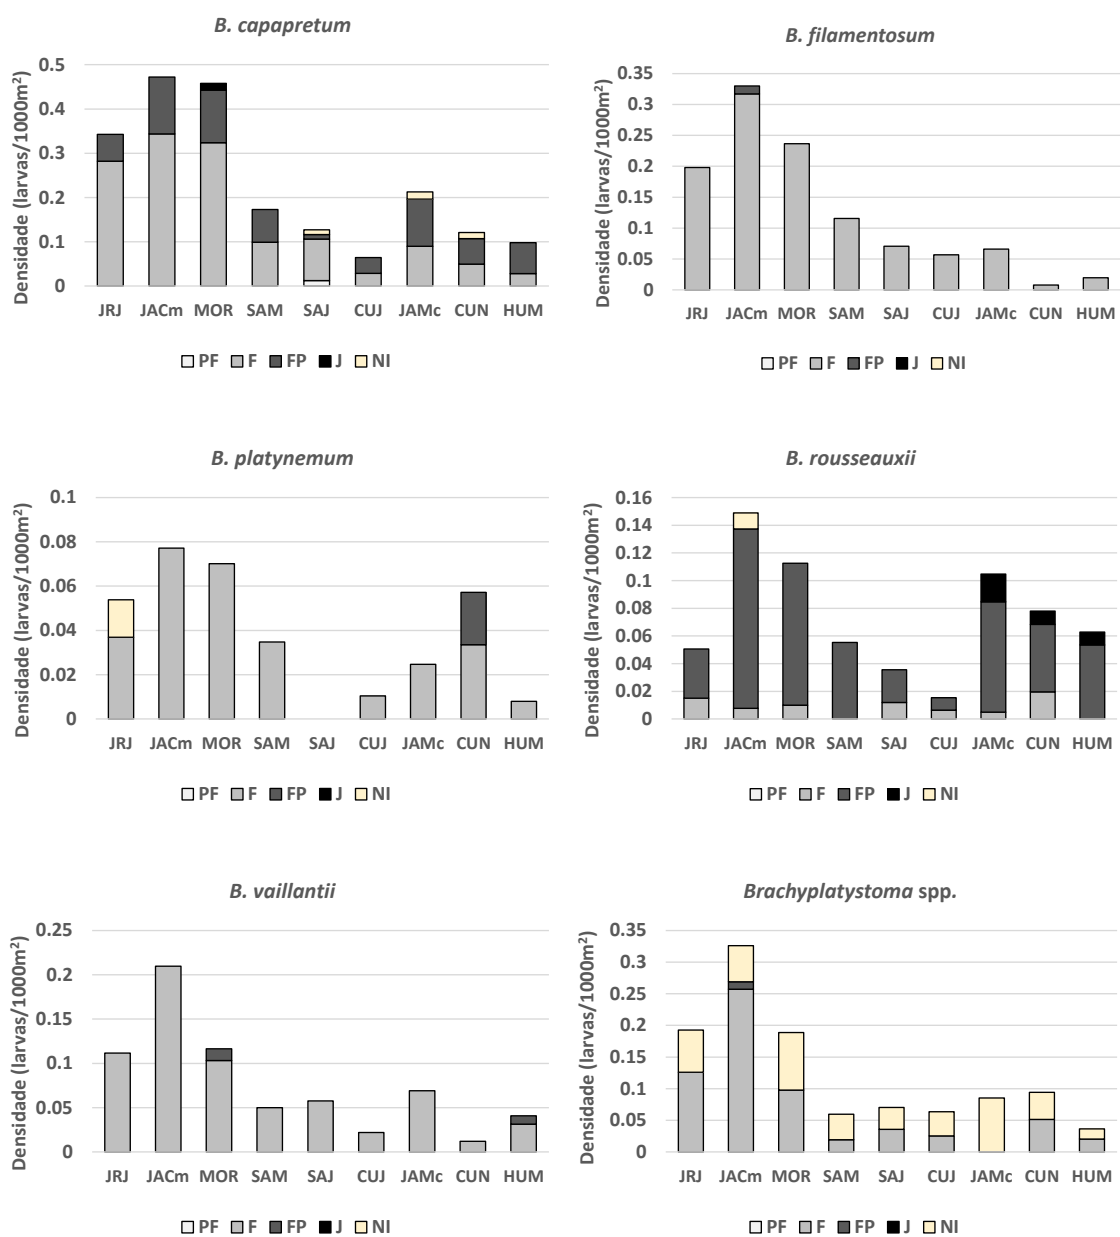 B. capapretum
Densidade (larvas/1000m²)
0.5
0.4
0.3
0.2
0.1
0
JRJ JACm MOR SAM SAJ CUJ JAMc CUN HUM
PF F FP J NI
B. filamentosum
Densidade (larvas/1000m²)
0.35
0.3
0.25
0.2
0.15
0.1
0.05
0
JRJ JACm MOR SAM SAJ CUJ JAMc CUN HUM
PF F FP J NI
B. platynemum
Densidade (larvas/1000m²)
0.1
0.08
0.06
0.04
0.02
0
JRJ JACm MOR SAM SAJ CUJ JAMc CUN HUM
PF F FP J NI
B. rousseauxii
Densidade (larvas/1000m²)
0.16
0.14
0.12
0.1
0.08
0.06
0.04
0.02
0
JRJ JACm MOR SAM SAJ CUJ JAMc CUN HUM
PF F FP J NI
B. vaillantii
Densidade (larvas/1000m²)
0.25
0.2
0.15
0.1
0.05
0
JRJ JACm MOR SAM SAJ CUJ JAMc CUN HUM
PF F FP J NI
Brachyplatystoma spp.
Densidade (larvas/1000m²)
0.35
0.3
0.25
0.2
0.15
0.1
0.05
0
JRJ JACm MOR SAM SAJ CUJ JAMc CUN HUM
PF F FP J NI